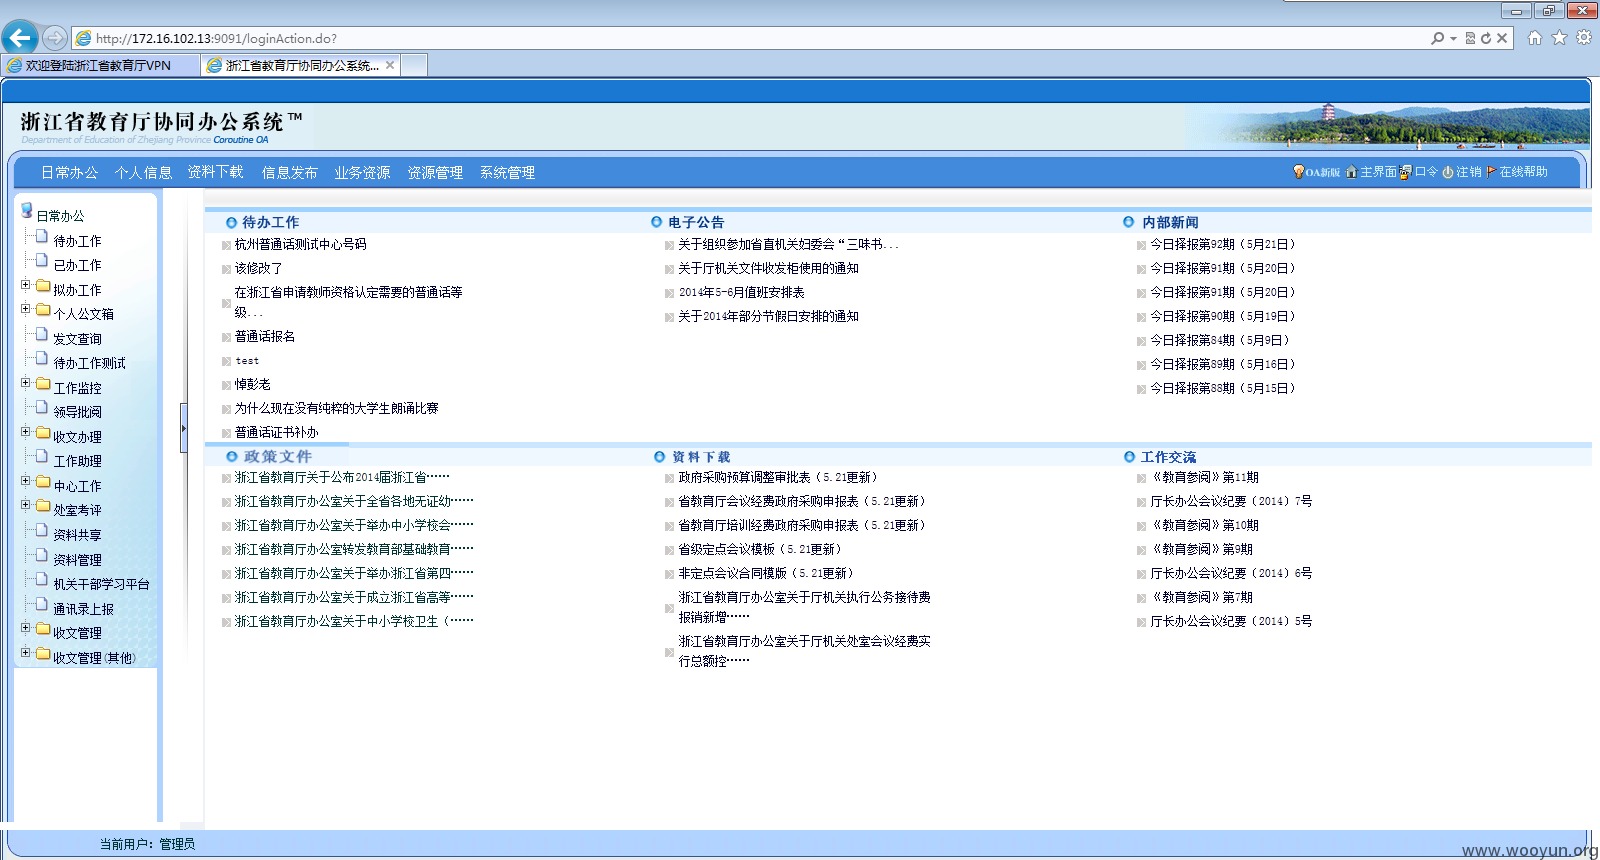 http://172.16.102.13:9091/loginAction.do?
欢迎登陆浙江省教育厅VPN
浙江省教育厅协同办公系统...
浙江省教育厅协同办公系统™
Department of Education of Zhejiang Province Coroutine OA
日常办公 个人信息 资料下载 信息发布 业务资源 资源管理 系统管理
OA新版 主界面 口令 注销 在线帮助
日常办公
待办工作
已办工作
拟办工作
个人公文箱
发文查询
待办工作测试
工作监控
领导批阅
收文办理
工作助理
中心工作
处室考评
资料共享
资料管理
机关干部学习平台
通讯录上报
收文管理
收文管理(其他)
待办工作
杭州普通话测试中心号码
该修改了
在浙江省申请教师资格认定需要的普通话等
级...
普通话报名
test
悼彭老
为什么现在没有纯粹的大学生朗诵比赛
普通话证书补办
电子公告
关于组织参加省直机关妇委会“三味书...
关于厅机关文件收发柜使用的通知
2014年5-6月值班安排表
关于2014年部分节假日安排的通知
内部新闻
今日择报第92期（5月21日）
今日择报第91期（5月20日）
今日择报第91期（5月20日）
今日择报第90期（5月19日）
今日择报第84期（5月9日）
今日择报第89期（5月16日）
今日择报第88期（5月15日）
政策文件
浙江省教育厅关于公布2014届浙江省……
浙江省教育厅办公室关于全省各地无证幼……
浙江省教育厅办公室关于举办中小学校会……
浙江省教育厅办公室转发教育部基础教育……
浙江省教育厅办公室关于举办浙江省第四……
浙江省教育厅办公室关于成立浙江省高等……
浙江省教育厅办公室关于中小学校卫生（……
资料下载
政府采购预算调整审批表（5.21更新）
省教育厅会议经费政府采购申报表（5.21更新）
省教育厅培训经费政府采购申报表（5.21更新）
省级定点会议模板（5.21更新）
非定点会议合同模版（5.21更新）
浙江省教育厅办公室关于厅机关执行公务接待费
报销新增……
浙江省教育厅办公室关于厅机关处室会议经费实
行总额控……
工作交流
《教育参阅》第11期
厅长办公会议纪要（2014）7号
《教育参阅》第10期
《教育参阅》第9期
厅长办公会议纪要（2014）6号
《教育参阅》第7期
厅长办公会议纪要（2014）5号
当前用户：管理员
www.wooyun.org